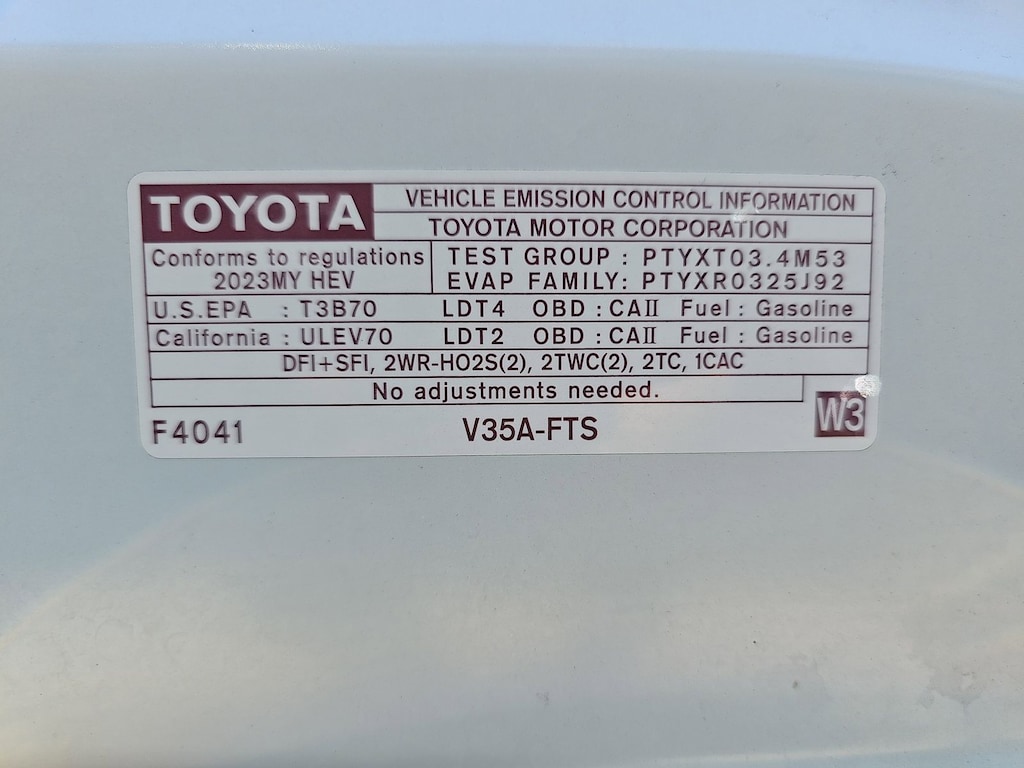 TOYOTA
VEHICLE EMISSION CONTROL INFORMATION
TOYOTA MOTOR CORPORATION
Conforms to regulations
2023MY HEV
TEST GROUP : PTYXT03.4M53
EVAP FAMILY: PTYXR0325J92
U.S.EPA : T3B70 LDT4 OBD : CAII Fuel : Gasoline
California : ULEV70 LDT2 OBD : CAII Fuel : Gasoline
DFI+SFI, 2WR-HO2S(2), 2TWC(2), 2TC, 1CAC
No adjustments needed.
F4041 V35A-FTS W3